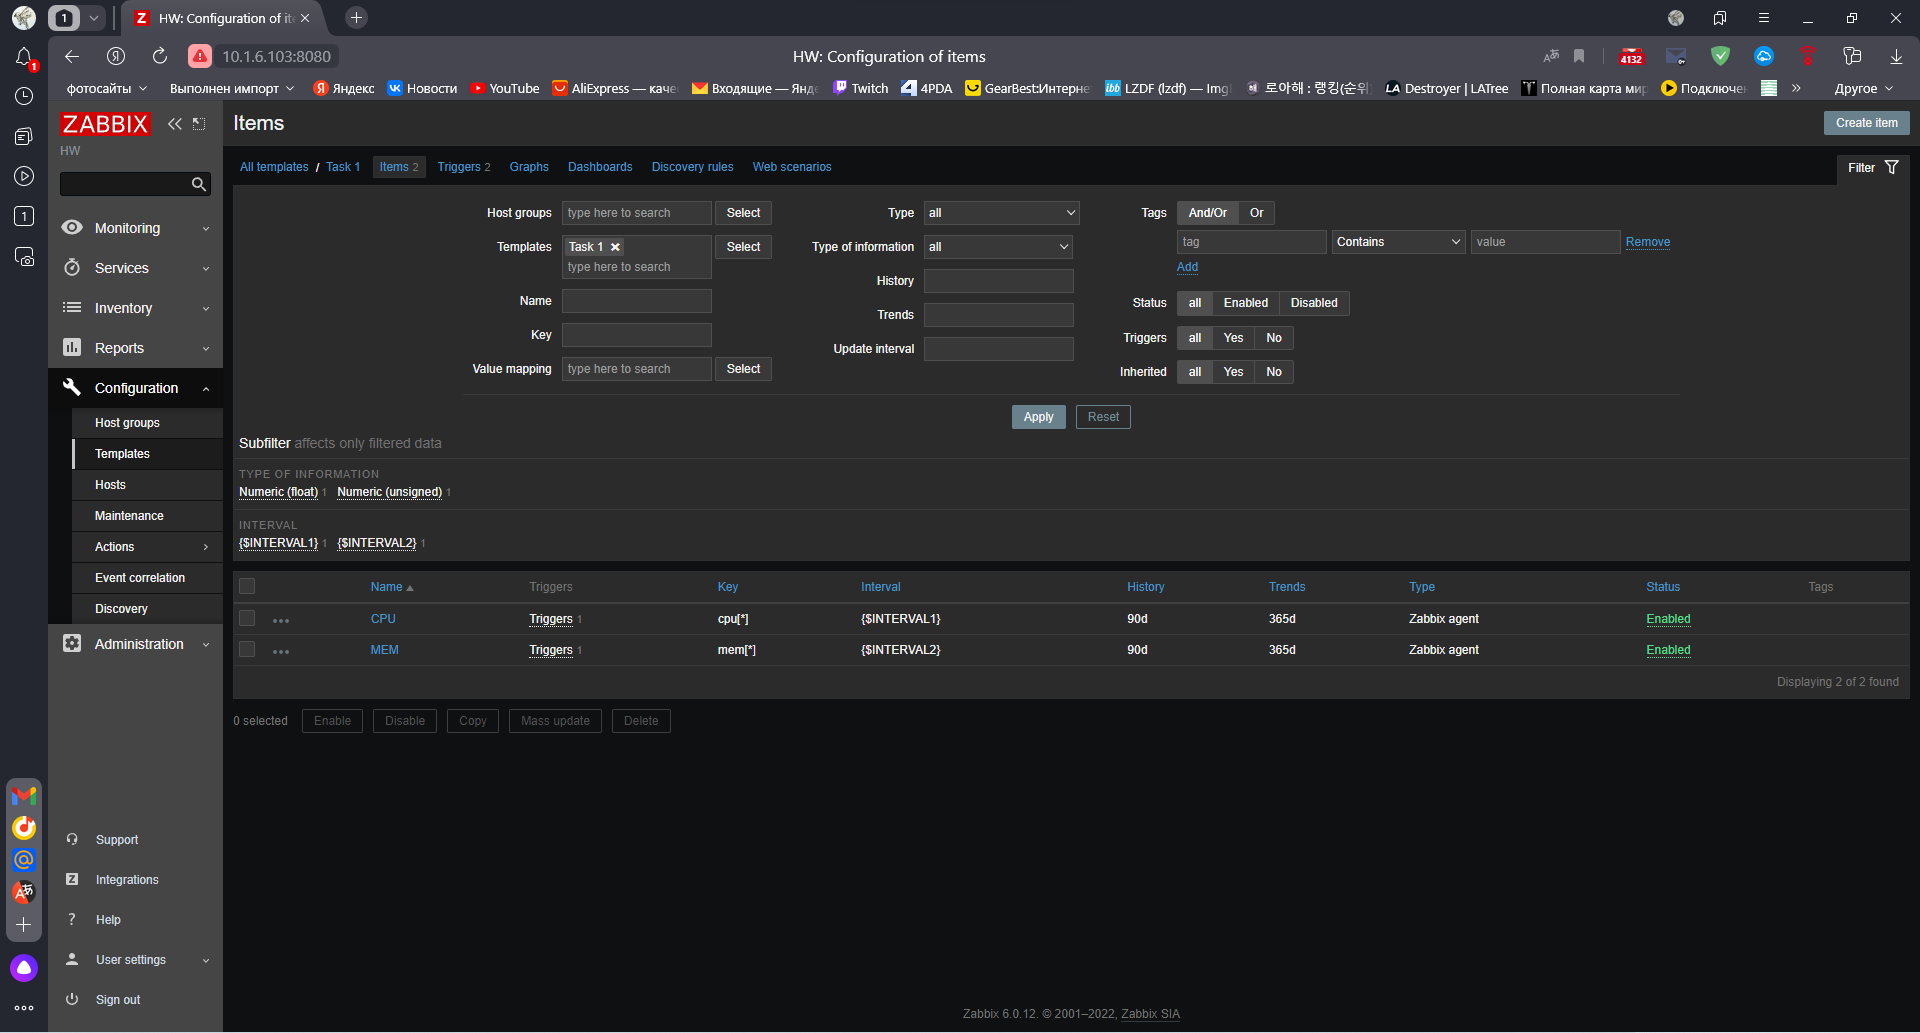 1 HW: Configuration of it
10.1.6.103:8080 HW: Configuration of items 4132
фотосайты Выполнен импорт Яндекс Новости YouTube AliExpress — каче Входящие — Янд Twitch 4PDA GearBest:Интерне LZDF (lzdf) — Img 로아해 : 랭킹(순위 LA Destroyer | LATree Полная карта мир Подключен Другое
1
1
ZABBIX
HW
Monitoring
Services
Inventory
Reports
Configuration
Host groups
Templates
Hosts
Maintenance
Actions
Event correlation
Discovery
Administration
Support
Integrations
Help
User settings
Sign out
Items Create item
All templates / Task 1 Items 2 Triggers 2 Graphs Dashboards Discovery rules Web scenarios Filter
Host groups type here to search Select
Templates Task 1 Select
type here to search
Name
Key
Value mapping type here to search Select
Type all
Type of information all
History
Trends
Update interval
Tags And/Or Or
tag Contains value Remove
Add
Status all Enabled Disabled
Triggers all Yes No
Inherited all Yes No
Apply Reset
Subfilter affects only filtered data
TYPE OF INFORMATION
Numeric (float) 1 Numeric (unsigned) 1
INTERVAL
{$INTERVAL1} 1 {$INTERVAL2} 1
Name Triggers Key Interval History Trends Type Status Tags
CPU Triggers 1 cpu[*] {$INTERVAL1} 90d 365d Zabbix agent Enabled
MEM Triggers 1 mem[*] {$INTERVAL2} 90d 365d Zabbix agent Enabled
Displaying 2 of 2 found
0 selected Enable Disable Copy Mass update Delete
Zabbix 6.0.12. © 2001–2022, Zabbix SIA